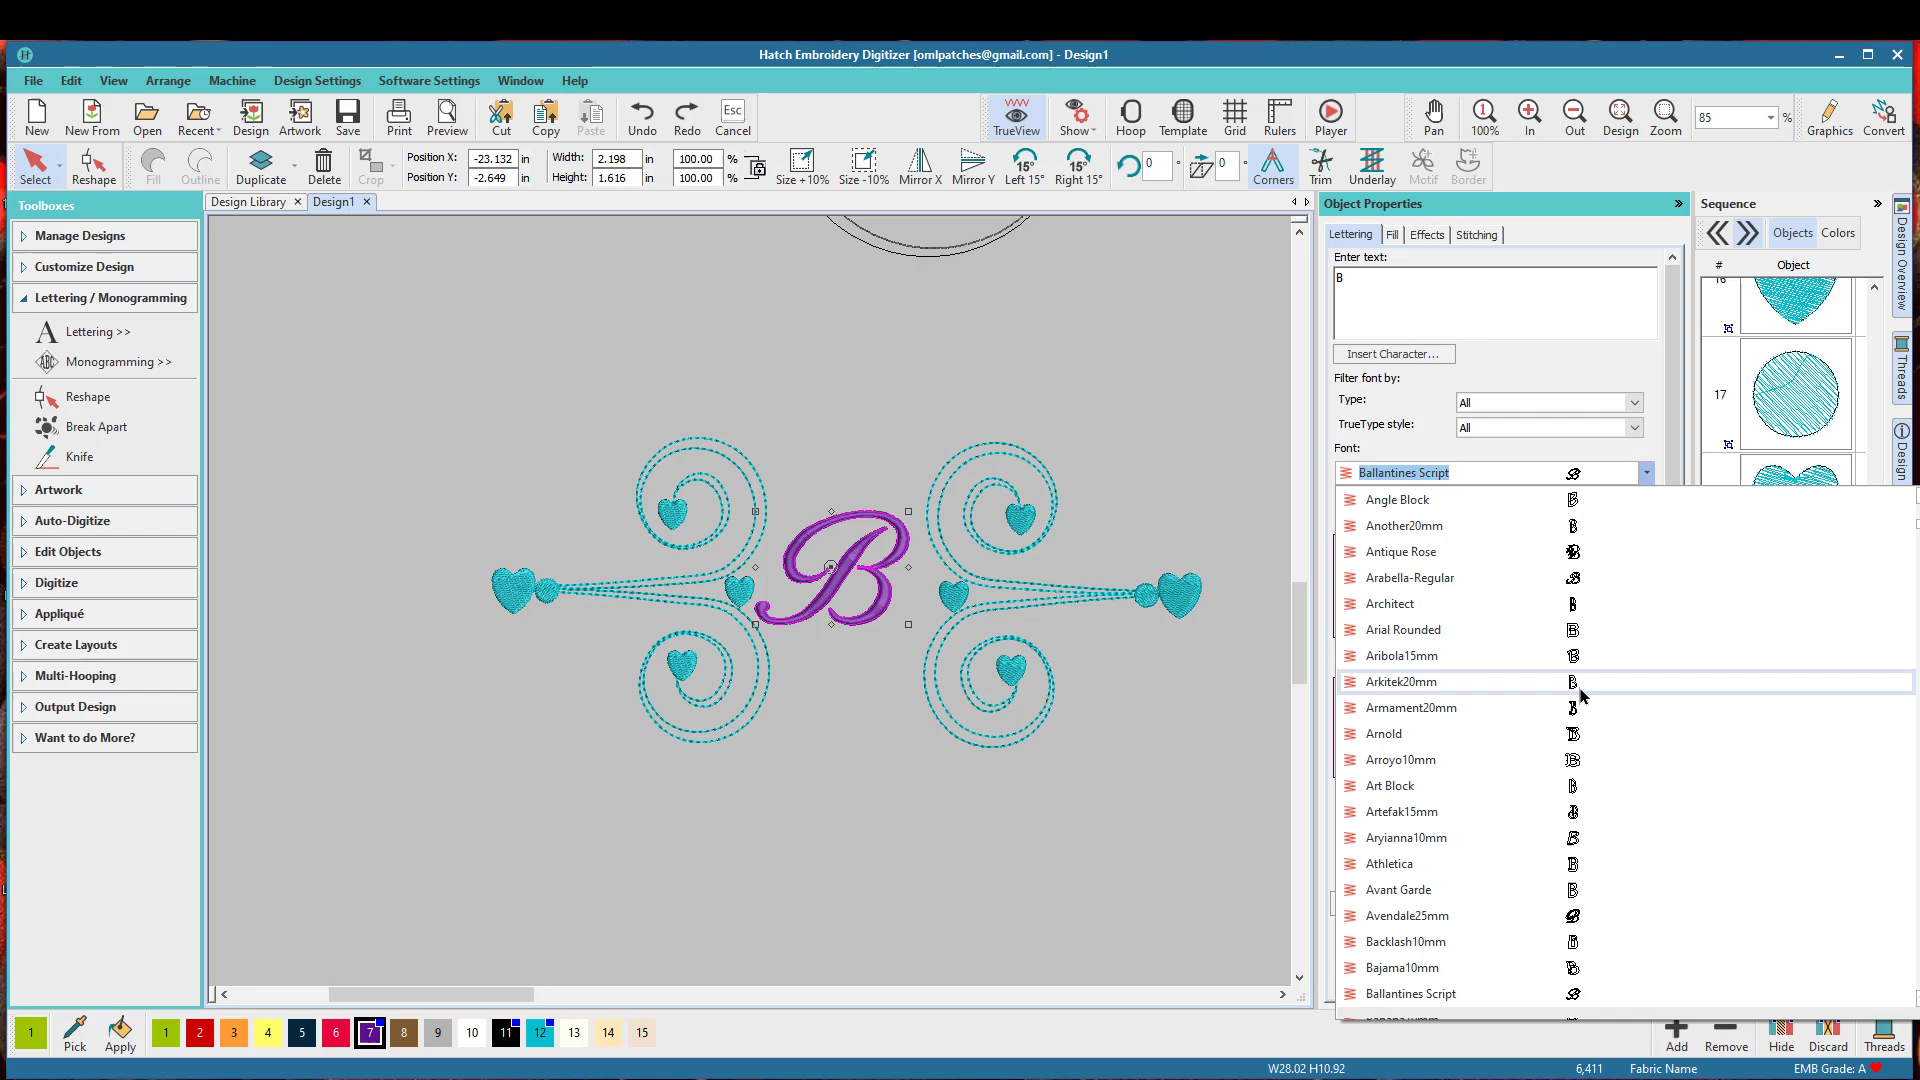 Hatch Embroidery Digitizer [omlpatches@gmail.com] - Design1
File Edit View Arrange Machine Design Settings Software Settings Window Help
New New From Open Recent Design Artwork Save Print Preview Cut Copy Paste Undo Redo Esc Cancel TrueView Show Hoop Template Grid Rulers Player Pan 1 100% In Out Design Zoom 85 % Graphics Convert
Select Reshape Fill Outline Duplicate Delete Crop Position X: -23.132 in Width: 2.198 in 100.00 % Size +10% Size -10% Mirror X Mirror Y 15° Left 15° 15° Right 15° 0 ° 0 ° Corners Trim Underlay Motif Border
Position Y: -2.649 in Height: 1.616 in 100.00 %
Toolboxes
Manage Designs
Customize Design
Lettering / Monogramming
A Lettering >>
ABC Monogramming >>
Reshape
Break Apart
Knife
Artwork
Auto-Digitize
Edit Objects
Digitize
Appliqué
Create Layouts
Multi-Hooping
Output Design
Want to do More?
Design Library Design1
B
Object Properties
Lettering Fill Effects Stitching
Enter text:
B
Insert Character...
Filter font by:
Type: All
TrueType style: All
Font:
Ballantines Script B
Angle Block B
Another20mm B
Antique Rose B
Arabella-Regular B
Architect B
Arial Rounded B
Aribola15mm B
Arkitek20mm B
Armament20mm B
Arnold B
Arroyo10mm B
Art Block B
Artefak15mm B
Aryianna10mm B
Athletica B
Avant Garde B
Avendale25mm B
Backlash10mm B
Bajama10mm B
Ballantines Script B
Sequence
Objects Colors
# Object
16
17
Design Overview
Threads
Design
1 Pick Apply 1 2 3 4 5 6 7 8 9 10 11 12 13 14 15
Add Remove Hide Discard Threads
W28.02 H10.92 6,411 Fabric Name EMB Grade: A